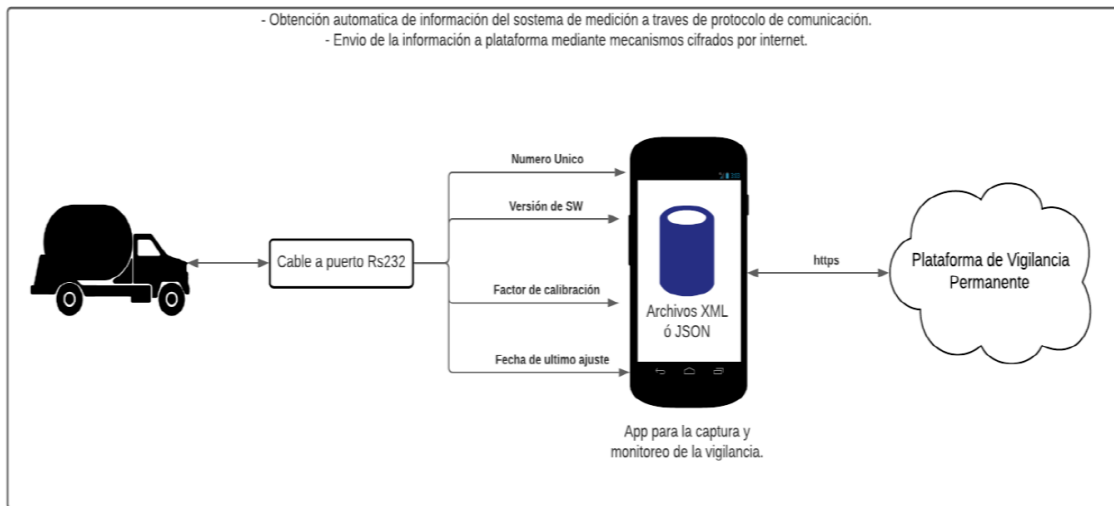 - Obtención automatica de información del sostema de medición a traves de protocolo de comunicación.
- Envio de la información a plataforma mediante mecanismos cifrados por internet.
Numero Unico
Versión de SW
Cable a puerto Rs232
Factor de calibración
Fecha de ultimo ajuste
Archivos XML
ó JSON
https
Plataforma de Vigilancia
Permanente
App para la captura y
monitoreo de la vigilancia.